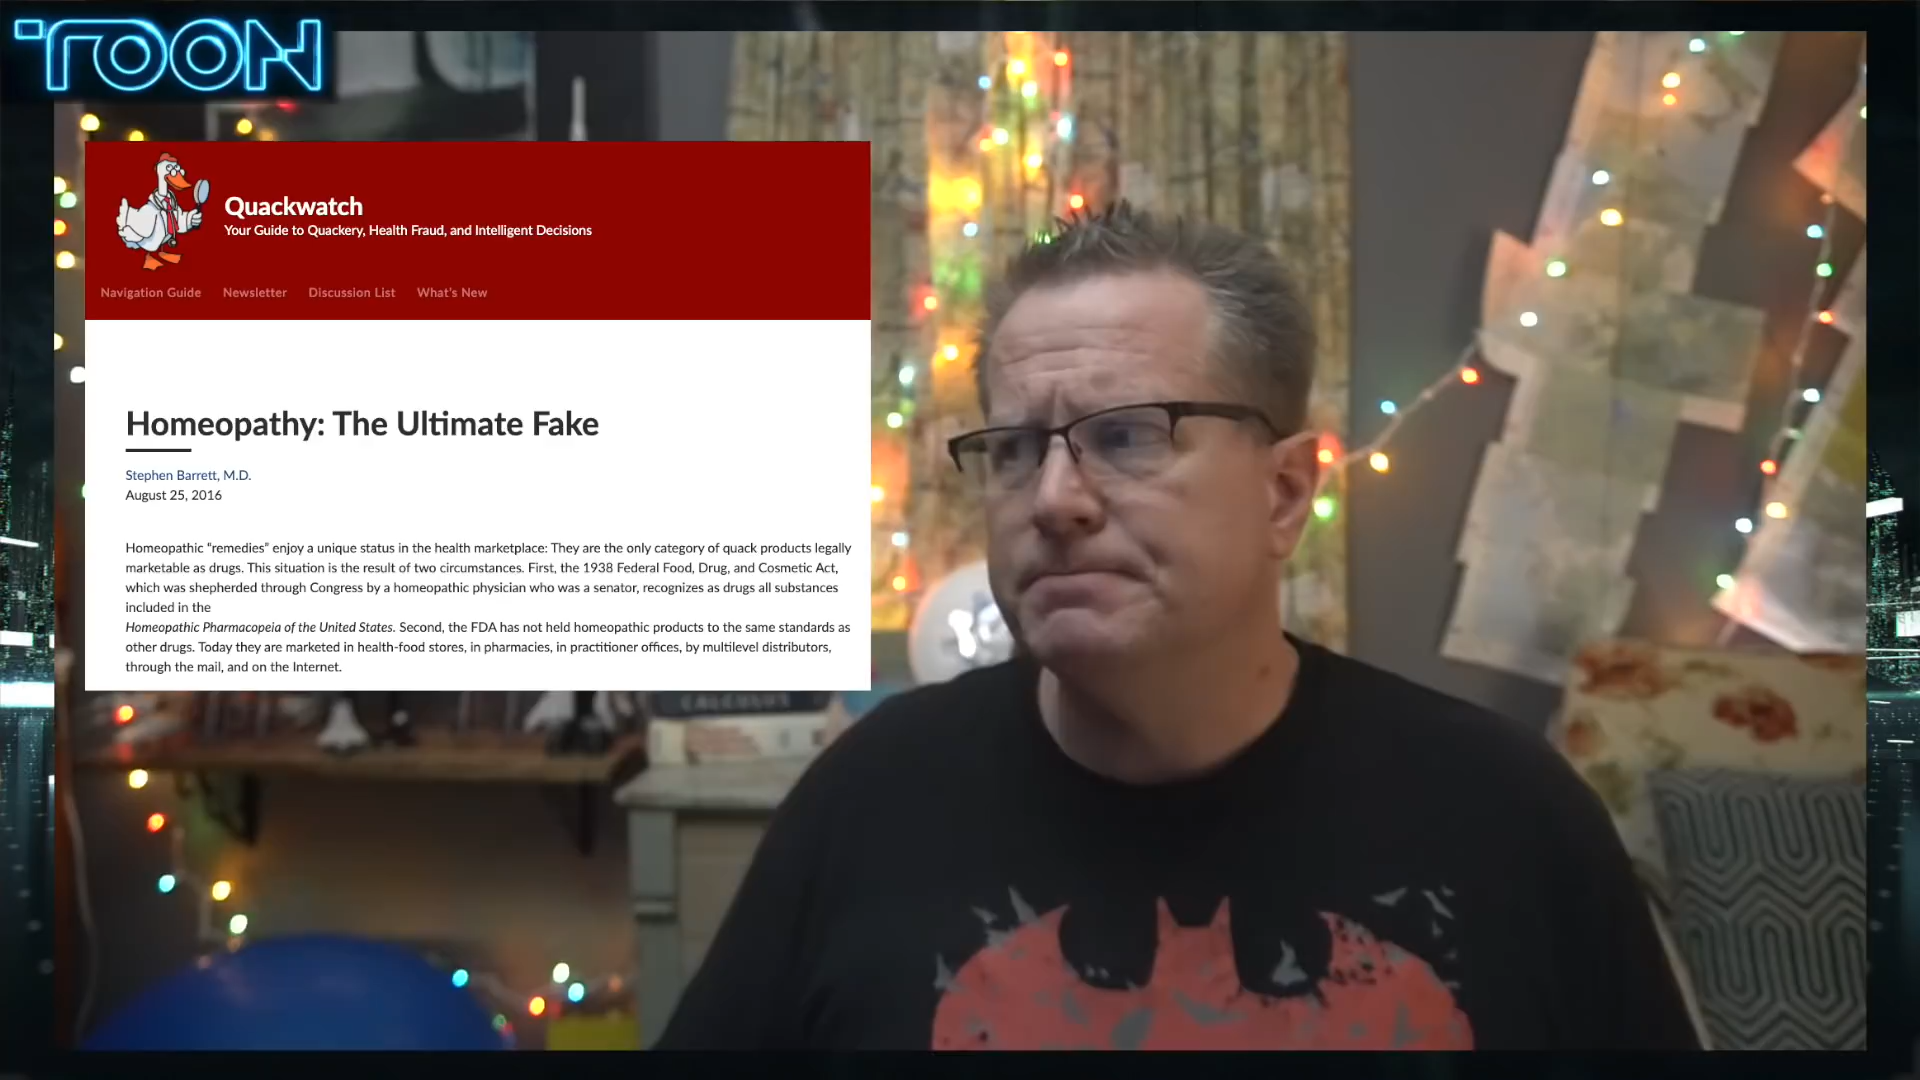 TOON
Quackwatch
Your Guide to Quackery, Health Fraud, and Intelligent Decisions
Navigation Guide Newsletter Discussion List What's New
Homeopathy: The Ultimate Fake
Stephen Barrett, M.D.
August 25, 2016
Homeopathic “remedies” enjoy a unique status in the health marketplace: They are the only category of quack products legally
marketable as drugs. This situation is the result of two circumstances. First, the 1938 Federal Food, Drug, and Cosmetic Act,
which was shepherded through Congress by a homeopathic physician who was a senator, recognizes as drugs all substances
included in the
Homeopathic Pharmacopeia of the United States. Second, the FDA has not held homeopathic products to the same standards as
other drugs. Today they are marketed in health-food stores, in pharmacies, in practitioner offices, by multilevel distributors,
through the mail, and on the Internet.
CALCULUS